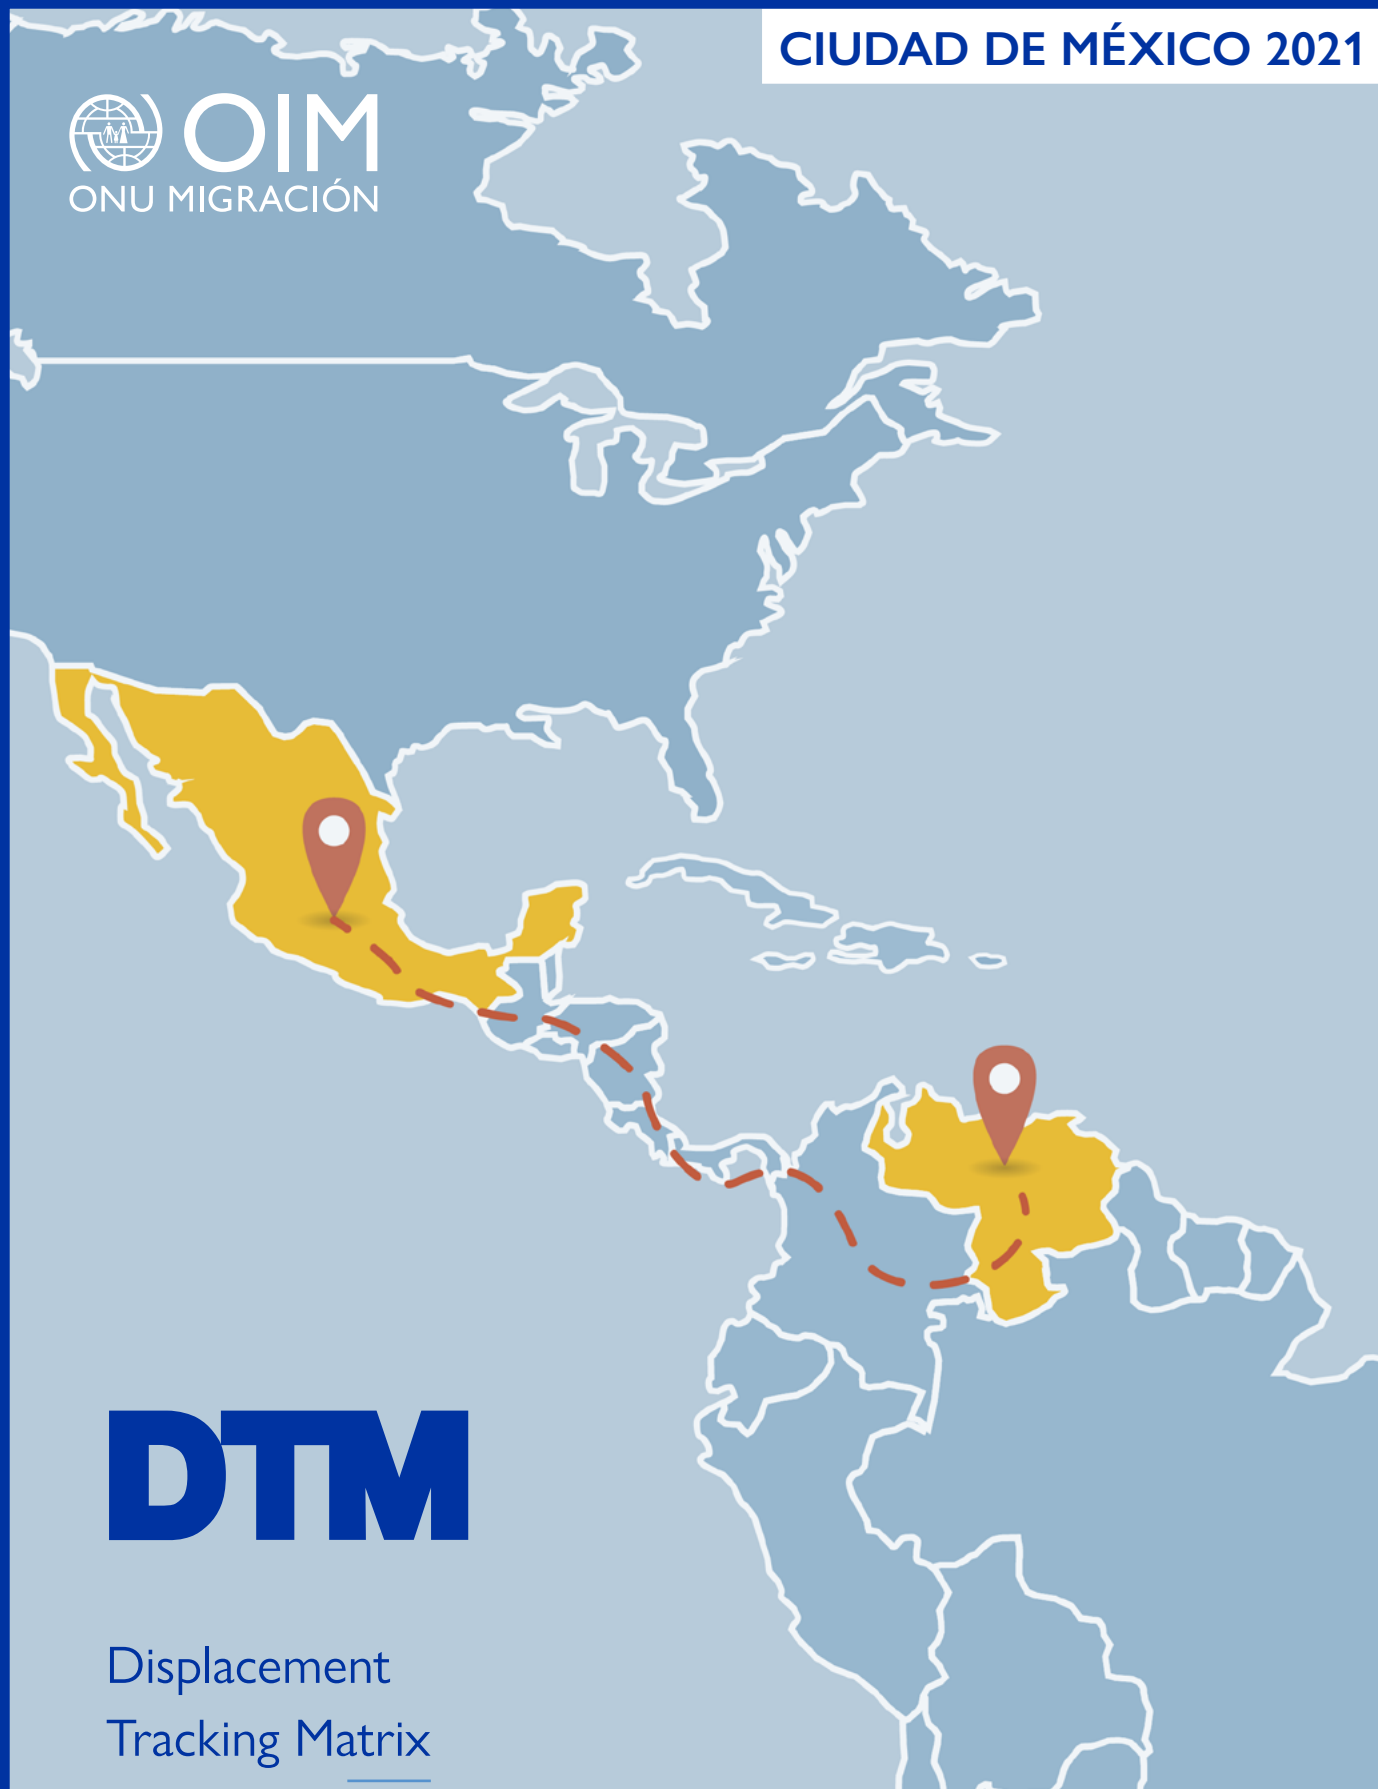 CIUDAD DE MÉXICO 2021
OIM
ONU MIGRACIÓN
DTM
Displacement
Tracking Matrix